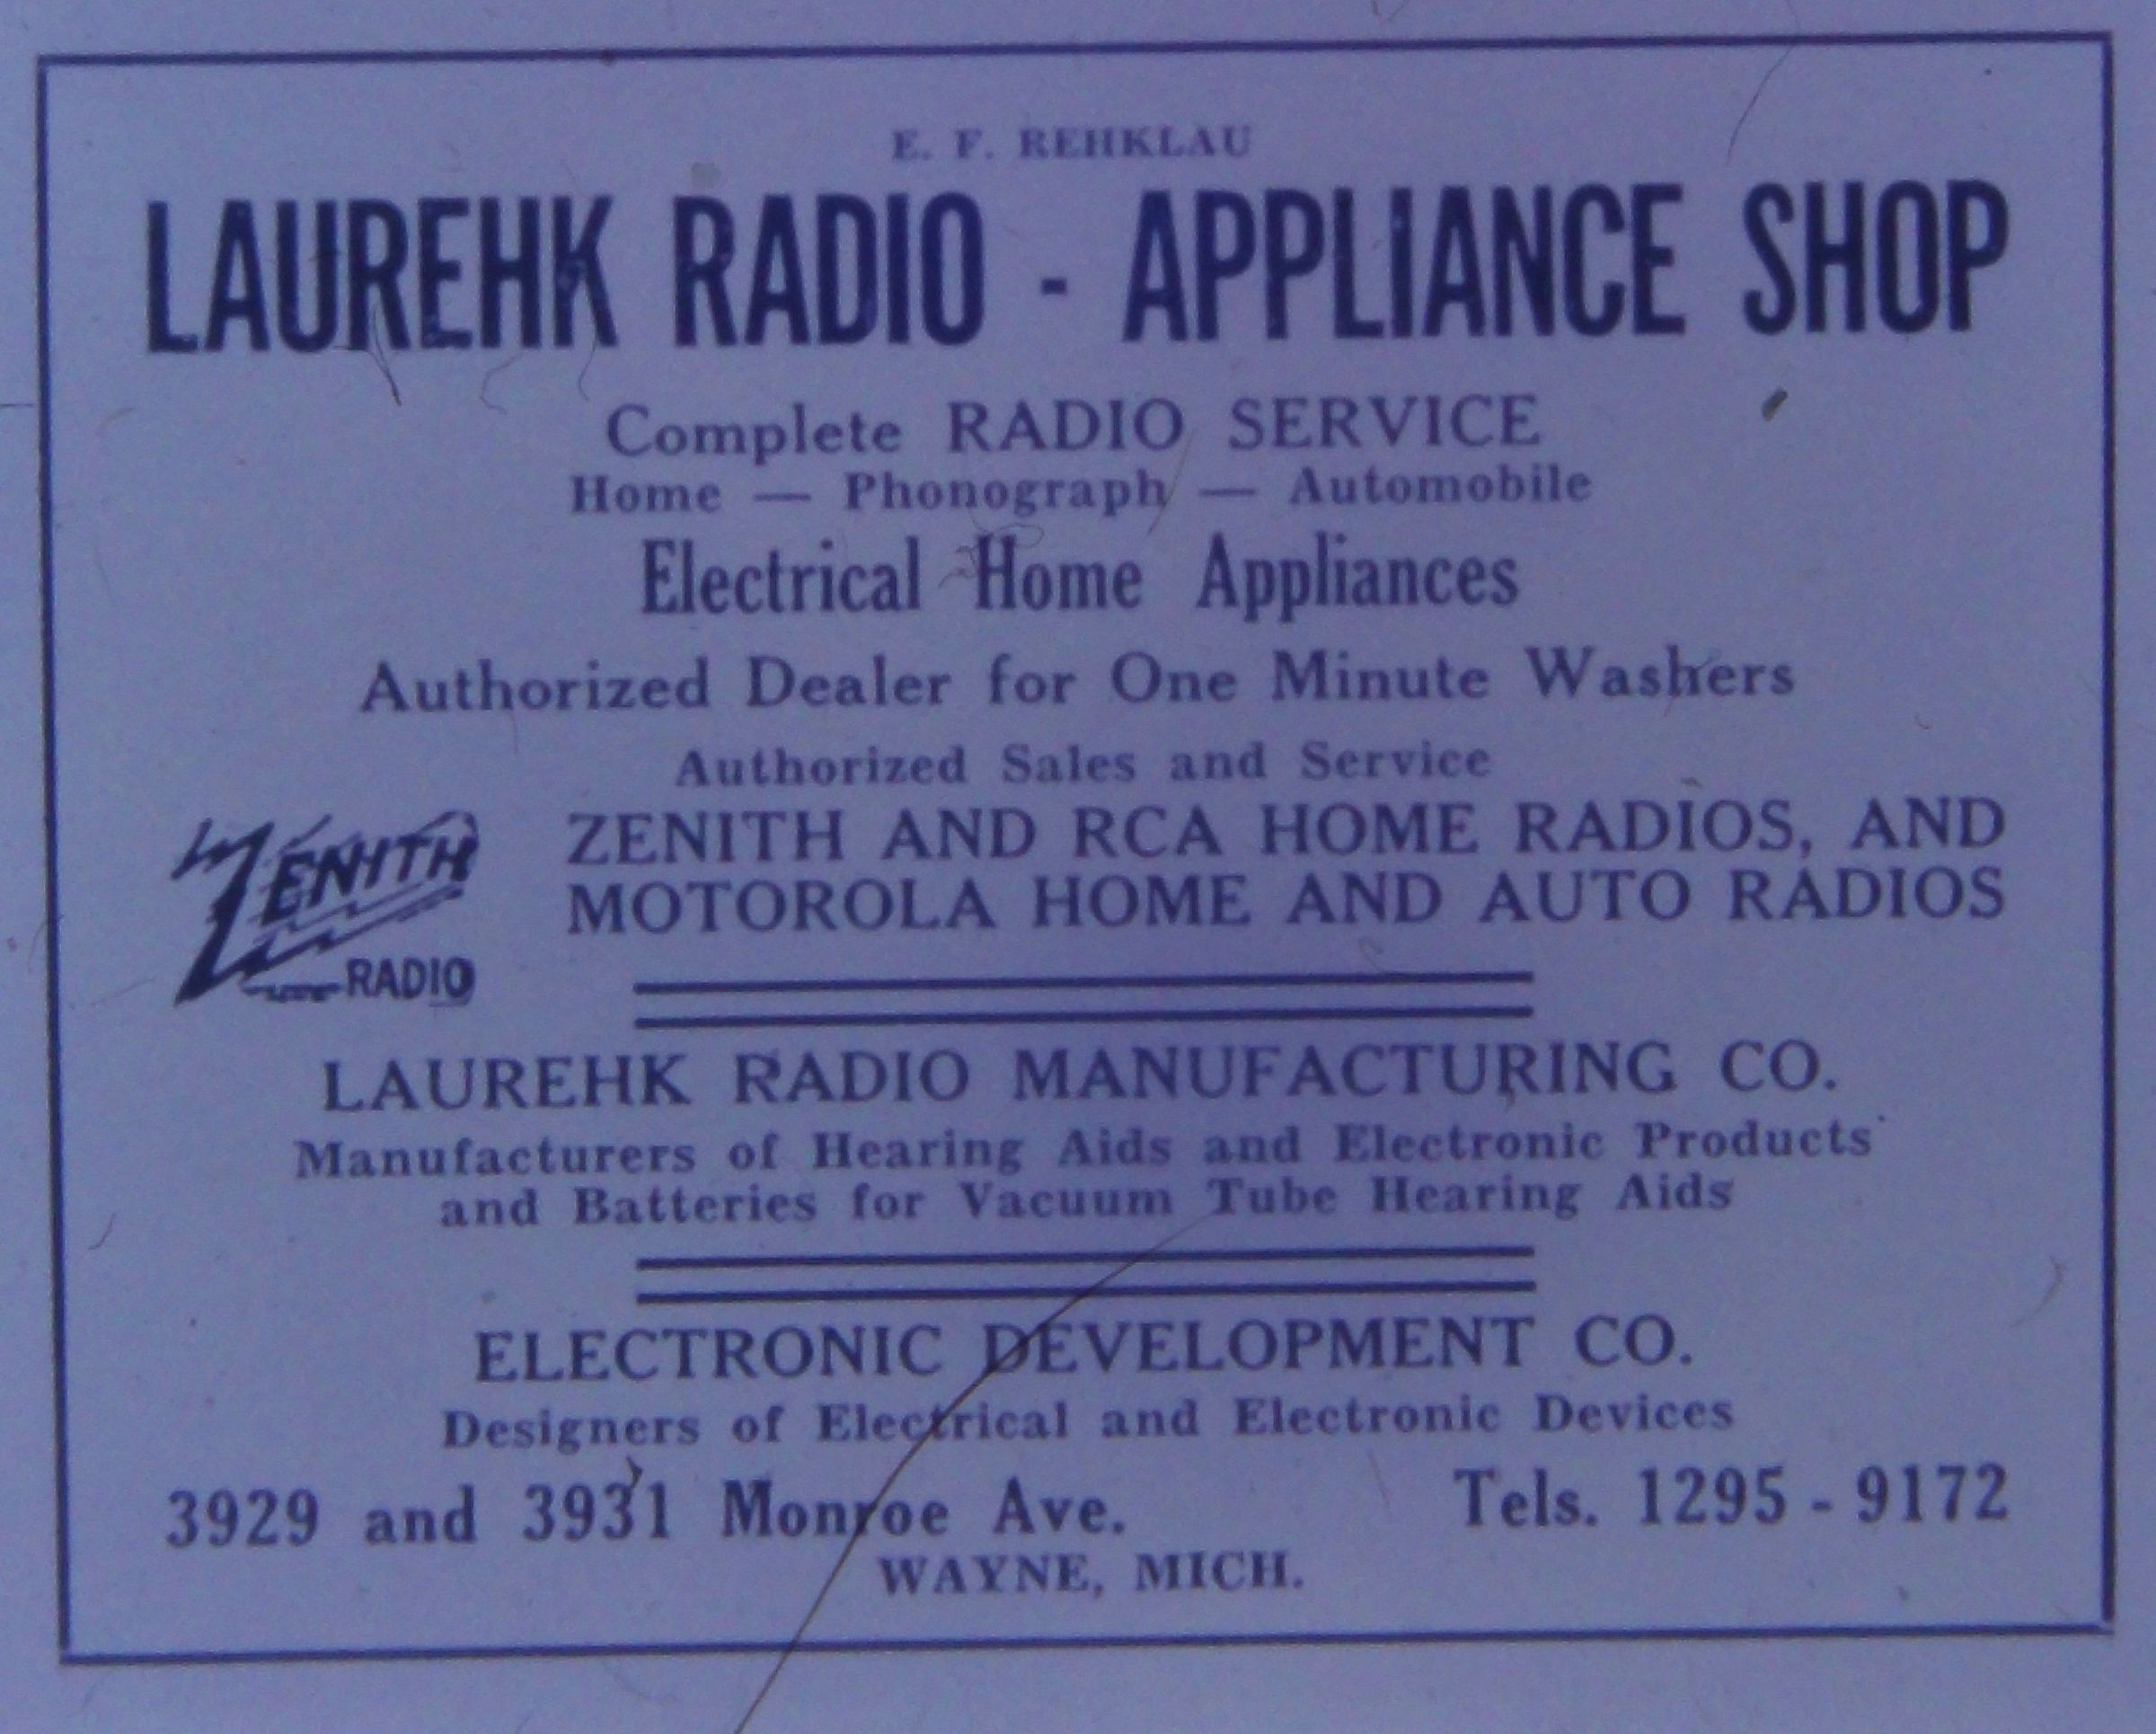 E. F. REHKLAU
LAUREHK RADIO - APPLIANCE SHOP
Complete RADIO SERVICE
Home — Phonograph — Automobile
Electrical Home Appliances
Authorized Dealer for One Minute Washers
Authorized Sales and Service
ZENITH RADIO
ZENITH AND RCA HOME RADIOS, AND
MOTOROLA HOME AND AUTO RADIOS
LAUREHK RADIO MANUFACTURING CO.
Manufacturers of Hearing Aids and Electronic Products
and Batteries for Vacuum Tube Hearing Aids
ELECTRONIC DEVELOPMENT CO.
Designers of Electrical and Electronic Devices
3929 and 3931 Monroe Ave. Tels. 1295 - 9172
WAYNE, MICH.